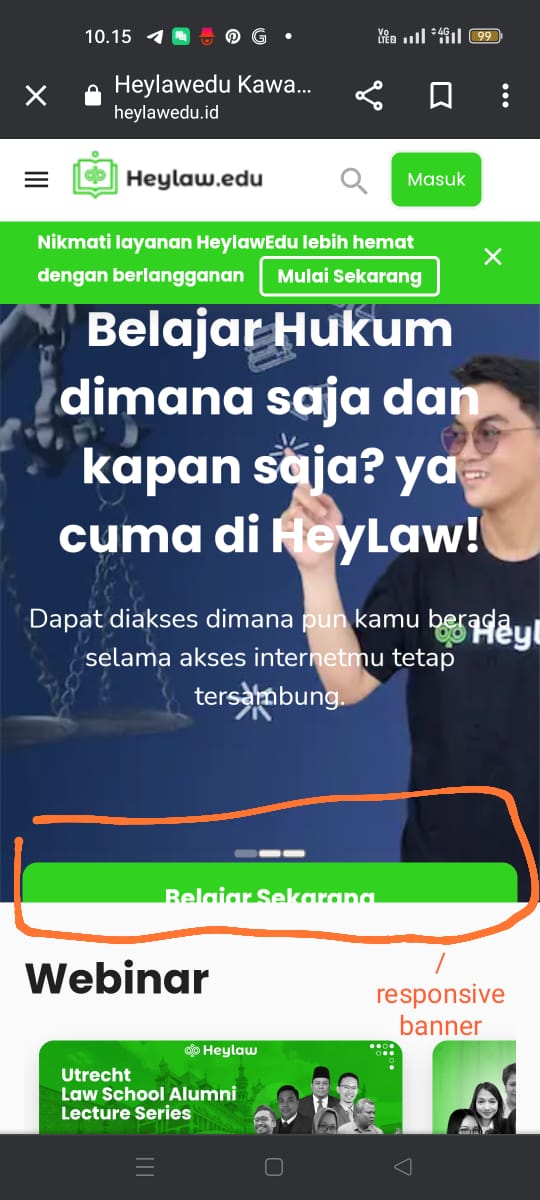 10.15
Vo LTE2
4G
99
Heylawedu Kawa...
heylawedu.id
Heylaw.edu
Masuk
Nikmati layanan HeylawEdu lebih hemat
dengan berlangganan
Mulai Sekarang
Belajar Hukum
dimana saja dan
kapan saja? ya
cuma di HeyLaw!
Dapat diakses dimana pun kamu berada
selama akses internetmu tetap
tersambung.
Heyl
Belajar Sekarang
/
responsive
banner
Webinar
Heylaw
Utrecht
Law School Alumni
Lecture Series